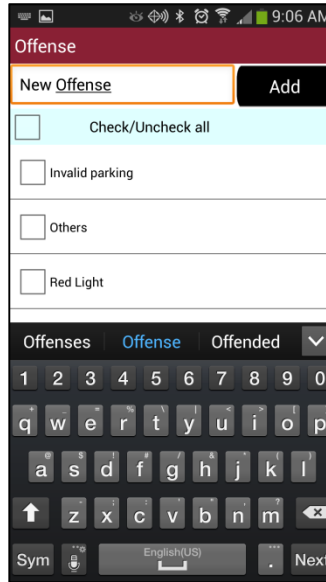 9:06 AM
Offense
New Offense
Add
Check/Uncheck all
Invalid parking
Others
Red Light
Offenses Offense Offended
1 2 3 4 5 6 7 8 9 0
q w e r t y u i o p
a s d f g h j k l
z x c v b n m
Sym English(US) . Next